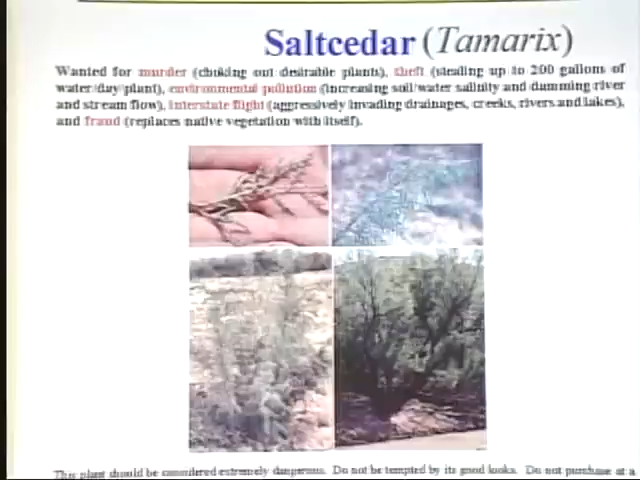 Saltcedar (Tamarix)
Wanted for murder (choking out desirable plants), theft (stealing up to 200 gallons of
water/day/plant), environmental pollution (increasing soil/water salinity and damming river
and stream flow), interstate flight (aggressively invading drainages, creeks, rivers and lakes),
and fraud (replaces native vegetation with itself).
This plant should be considered extremely dangerous. Do not be tempted by its good looks. Do not purchase at a